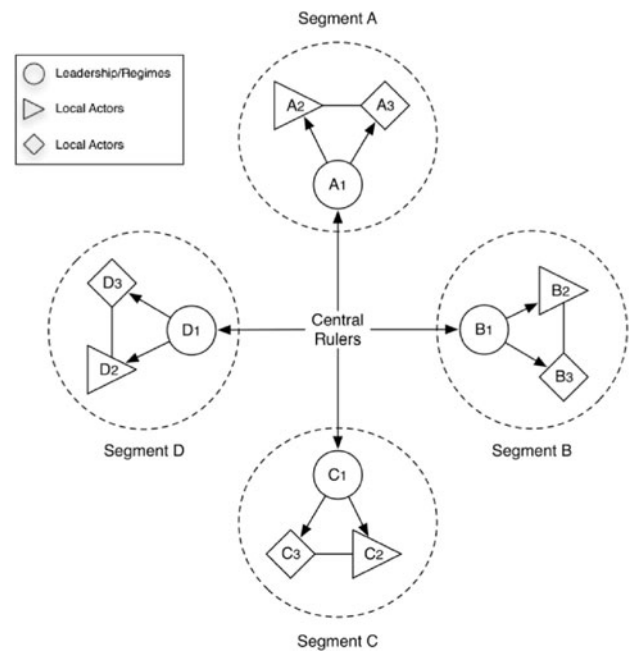 Segment A
Leadership/Regimes
Local Actors
Local Actors
A2
A3
A1
D3
D1
D2
Central
Rulers
B2
B1
B3
Segment D
Segment B
C1
C3
C2
Segment C